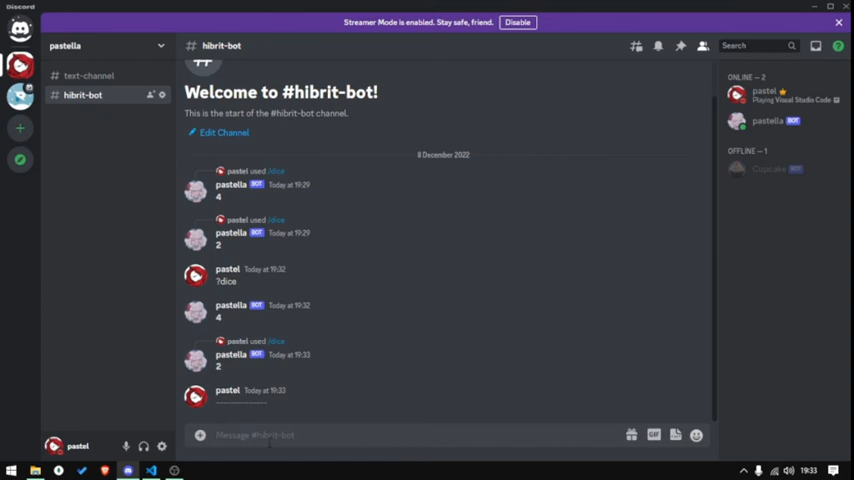 Discord
Streamer Mode is enabled. Stay safe, friend. Disable
pastella
# text-channel
# hibrit-bot
pastel
# hibrit-bot
Search
Welcome to #hibrit-bot!
This is the start of the #hibrit-bot channel.
Edit Channel
8 December 2022
pastel used /dice
pastella BOT Today at 19:29
4
pastel used /dice
pastella BOT Today at 19:29
2
pastel Today at 19:32
?dice
pastella BOT Today at 19:32
4
pastel used /dice
pastella BOT Today at 19:33
2
pastel Today at 19:33
----------------
Message #hibrit-bot
GIF
ONLINE — 2
pastel
Playing Visual Studio Code
pastella BOT
OFFLINE — 1
Cupcake BOT
19:33